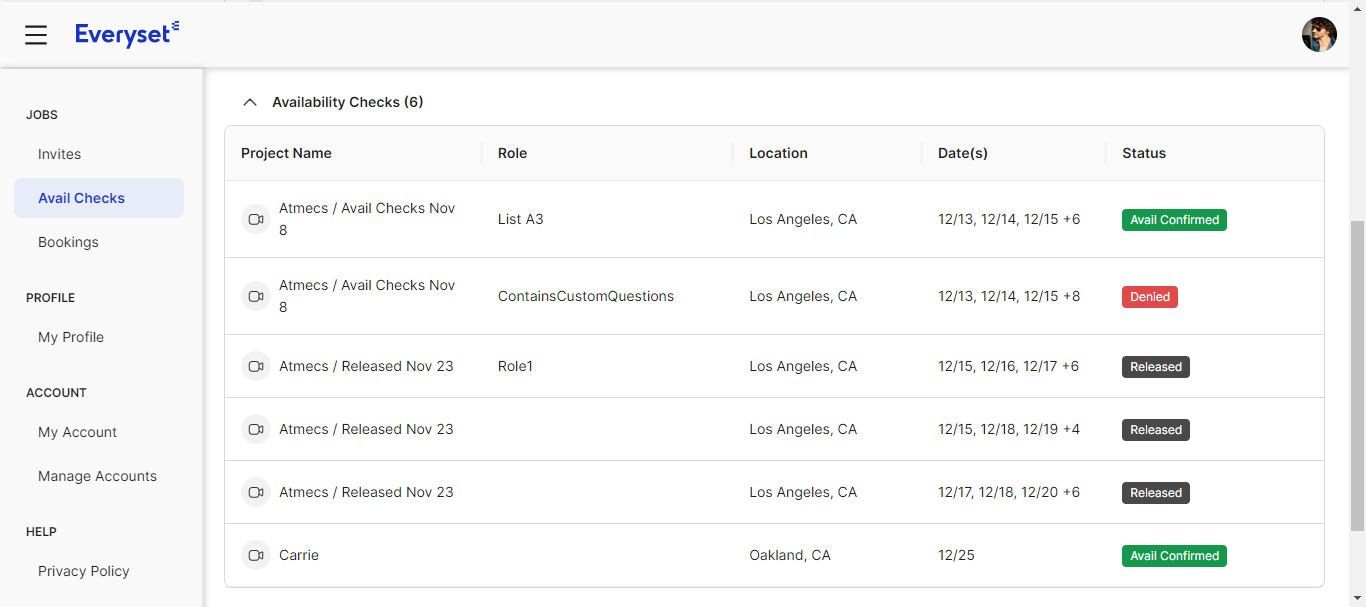 Everyset
JOBS
Invites
Avail Checks
Bookings
PROFILE
My Profile
ACCOUNT
My Account
Manage Accounts
HELP
Privacy Policy
Availability Checks (6)
Project Name Role Location Date(s) Status
Atmecs / Avail Checks Nov
8
List A3 Los Angeles, CA 12/13, 12/14, 12/15 +6 Avail Confirmed
Atmecs / Avail Checks Nov
8
ContainsCustomQuestions Los Angeles, CA 12/13, 12/14, 12/15 +8 Denied
Atmecs / Released Nov 23 Role1 Los Angeles, CA 12/15, 12/16, 12/17 +6 Released
Atmecs / Released Nov 23 Los Angeles, CA 12/15, 12/18, 12/19 +4 Released
Atmecs / Released Nov 23 Los Angeles, CA 12/17, 12/18, 12/20 +6 Released
Carrie Oakland, CA 12/25 Avail Confirmed